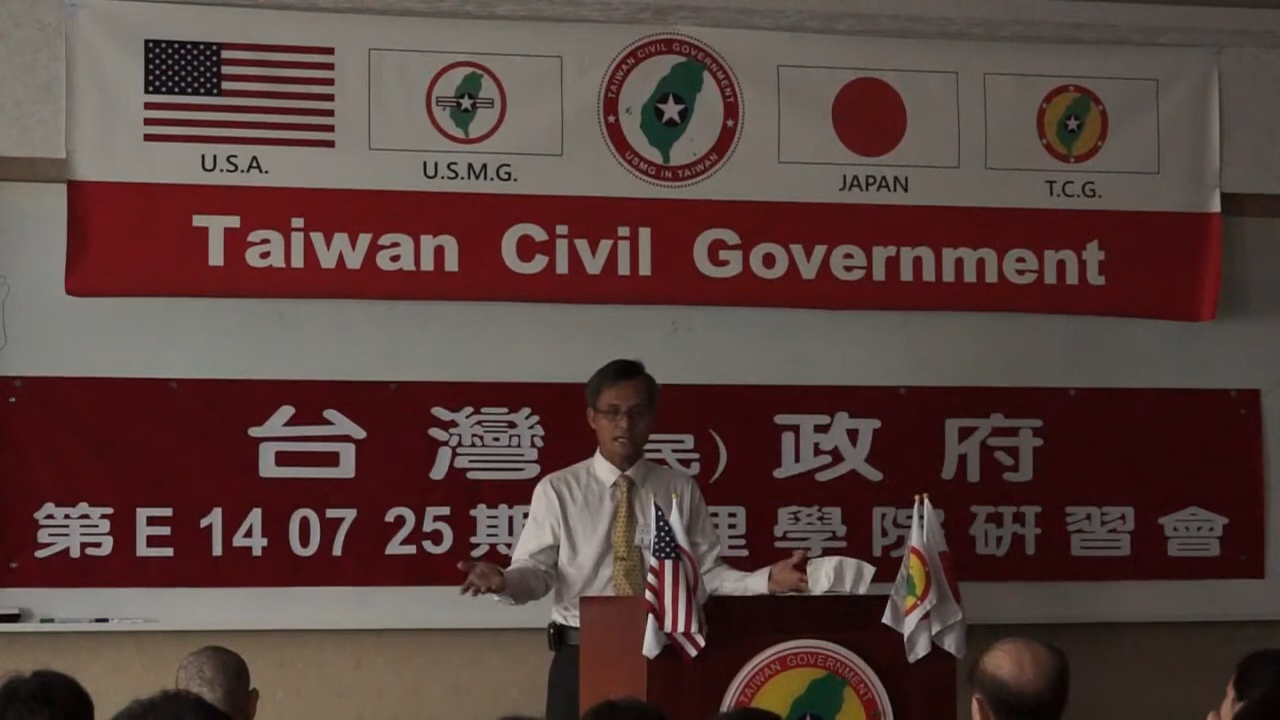 TAIWAN CIVIL GOVERNMENT
USMG IN TAIWAN
U.S.A.
U.S.M.G.
JAPAN
T.C.G.
Taiwan Civil Government
台灣 民）政府
第E 14 07 25期 理學院研習會
TAIWAN GOVERNMENT